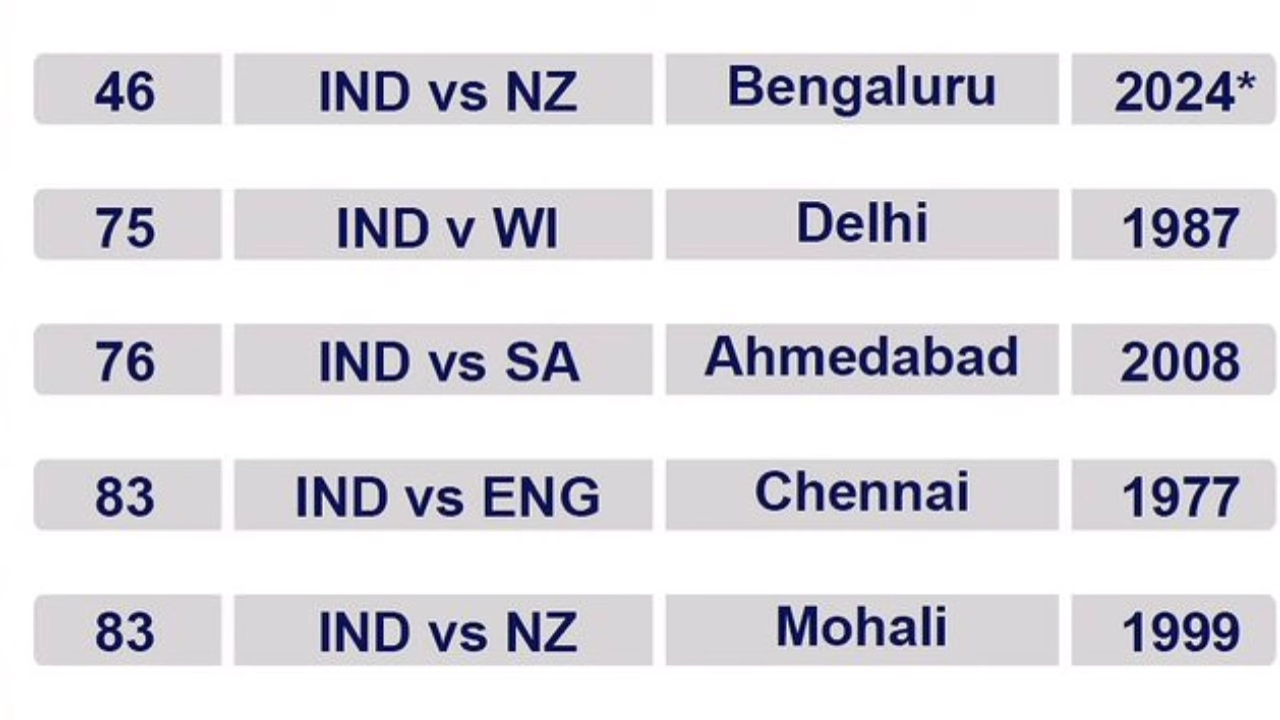 46 IND vs NZ Bengaluru 2024*
75 IND v WI Delhi 1987
76 IND vs SA Ahmedabad 2008
83 IND vs ENG Chennai 1977
83 IND vs NZ Mohali 1999